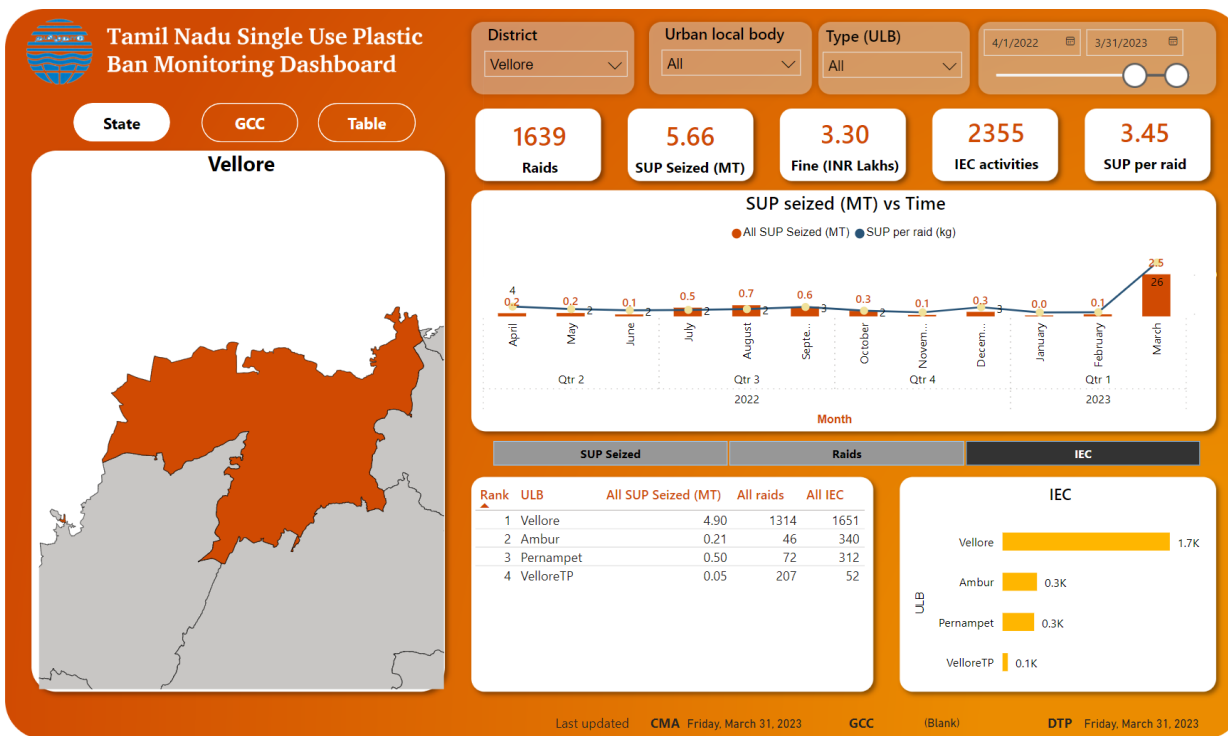 Tamil Nadu Single Use Plastic
Ban Monitoring Dashboard
District
Vellore
Urban local body
All
Type (ULB)
All
4/1/2022
3/31/2023
State
GCC
Table
1639
Raids
5.66
SUP Seized (MT)
3.30
Fine (INR Lakhs)
2355
IEC activities
3.45
SUP per raid
Vellore
SUP seized (MT) vs Time
All SUP Seized (MT) SUP per raid (kg)
4
0.2 0.2 0.1 0.5 0.7 0.6 0.3 0.1 0.3 0.0 0.1 2.5
2 2 2 2 3 2 3 26
April May June July August Septe... October Novem... Decem... January February March
Qtr 2 Qtr 3 Qtr 4 Qtr 1
2022 2023
Month
SUP Seized Raids IEC
Rank ULB All SUP Seized (MT) All raids All IEC
1 Vellore 4.90 1314 1651
2 Ambur 0.21 46 340
3 Pernampet 0.50 72 312
4 VelloreTP 0.05 207 52
IEC
ULB
Vellore 1.7K
Ambur 0.3K
Pernampet 0.3K
VelloreTP 0.1K
Last updated CMA Friday, March 31, 2023 GCC (Blank) DTP Friday, March 31, 2023